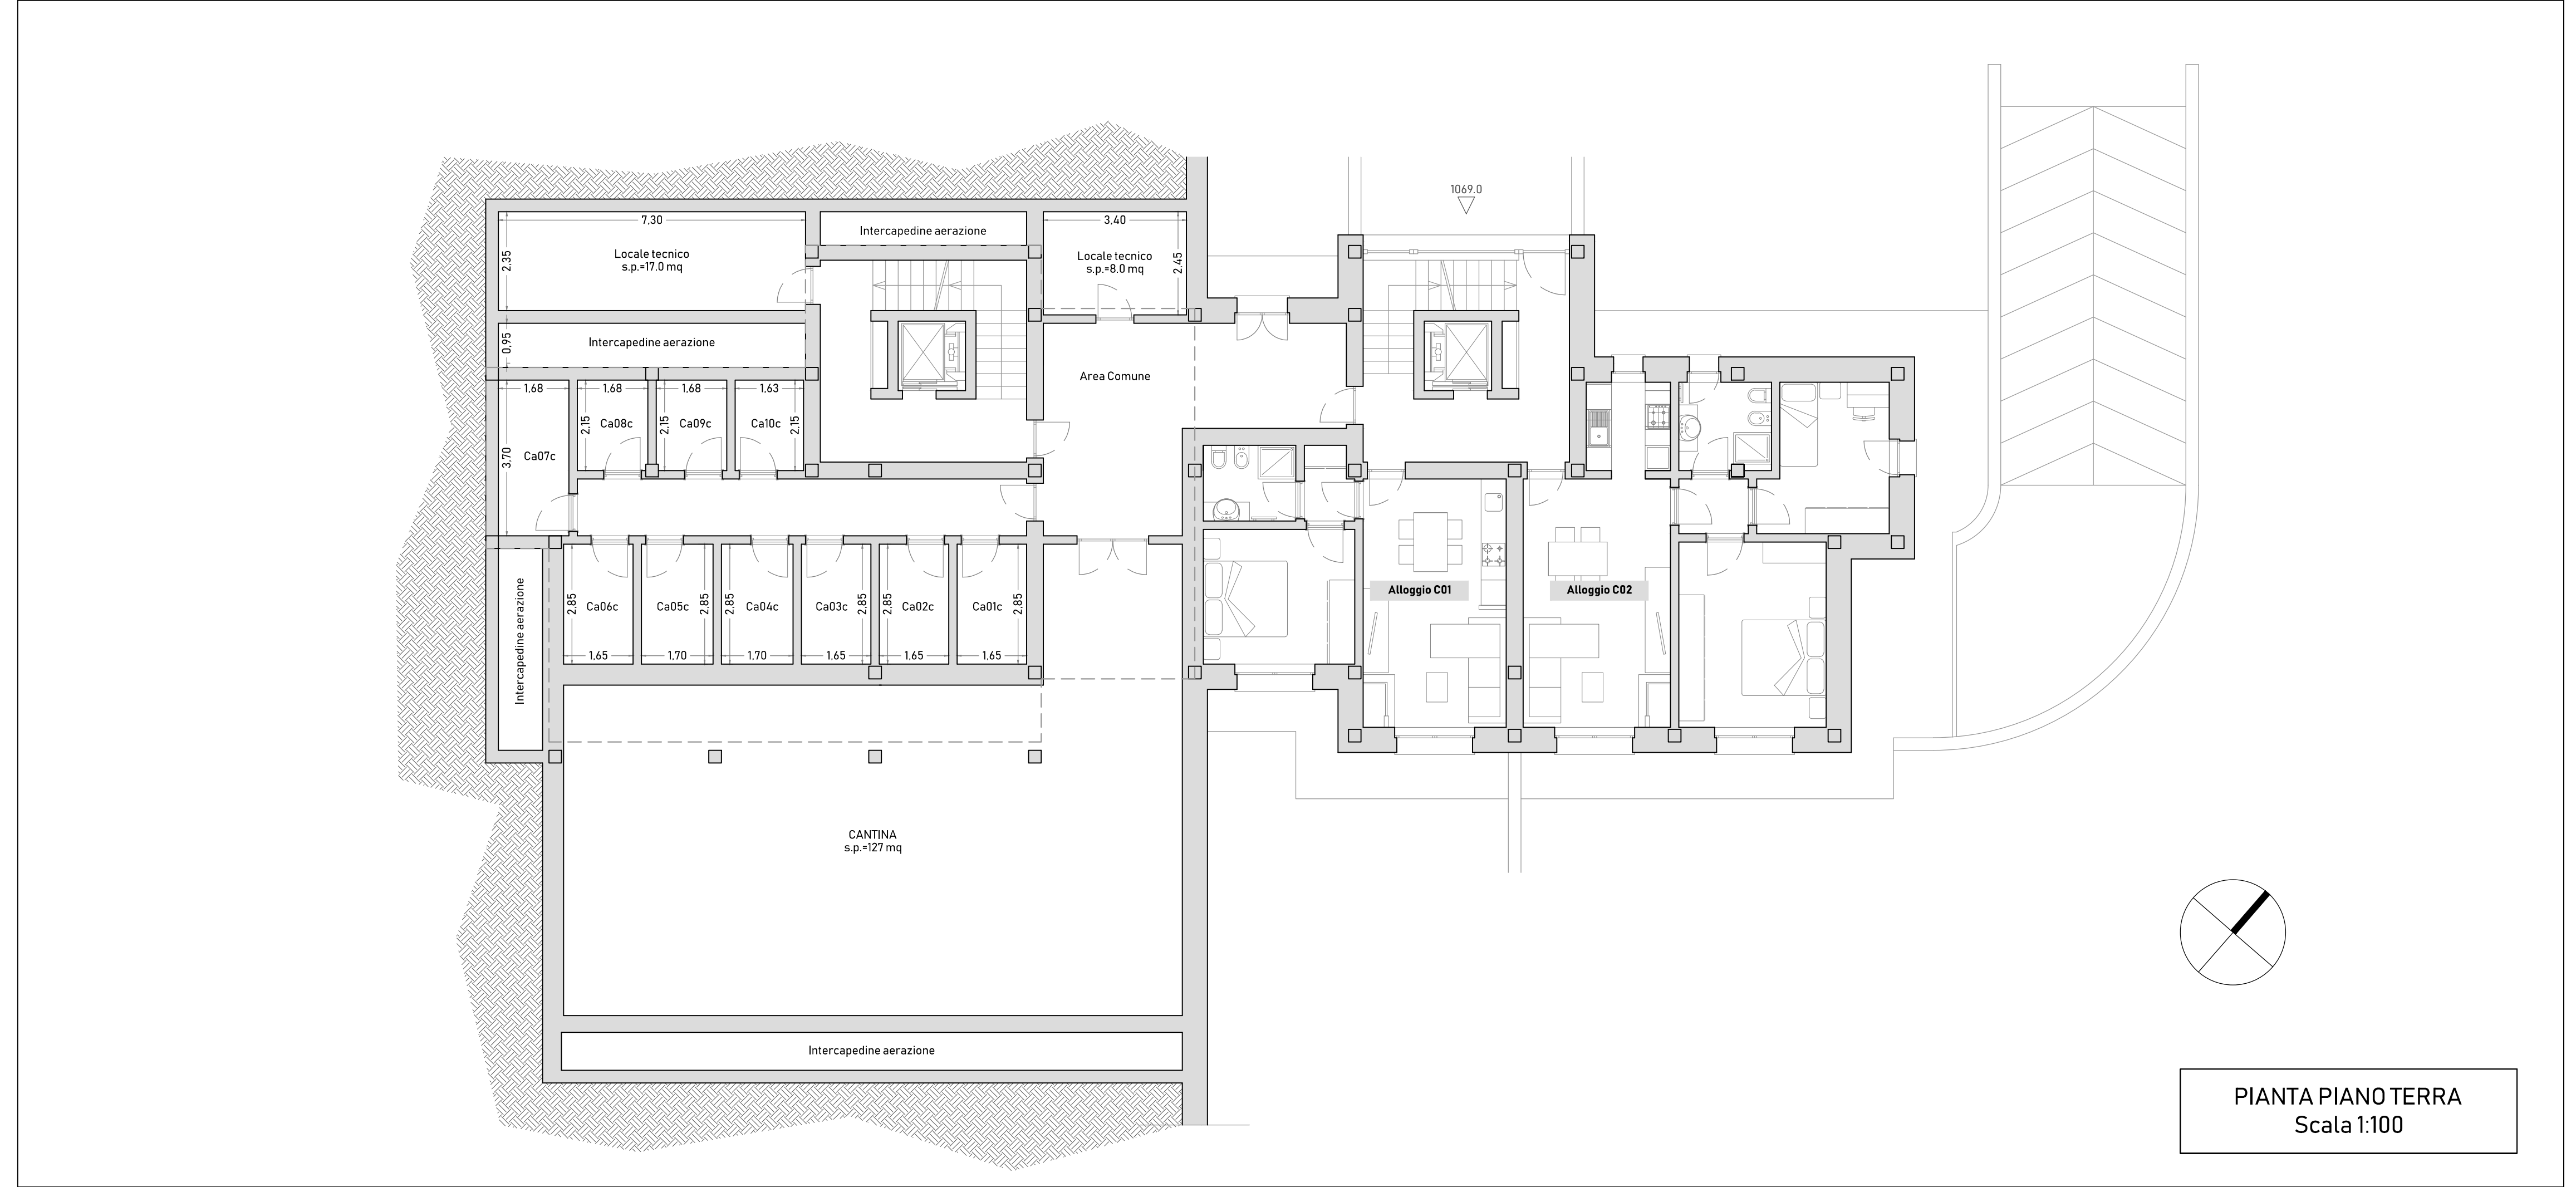 1069.0
7,30
Intercapedine aerazione
3,40
2,35
Locale tecnico
s.p.=17.0 mq
Locale tecnico
s.p.=8.0 mq
2,45
0,95
Intercapedine aerazione
Area Comune
1,68
1,68
1,68
1,63
3,70
Ca07c
2,15
Ca08c
2,15
Ca09c
Ca10c
2,15
Intercapedine aerazione
2,85
Ca06c
Ca05c
2,85
2,85
Ca04c
Ca03c
2,85
2,85
Ca02c
Ca01c
2,85
1,65
1,70
1,70
1,65
1,65
1,65
Alloggio C01
Alloggio C02
CANTINA
s.p.=127 mq
Intercapedine aerazione
PIANTA PIANO TERRA
Scala 1:100